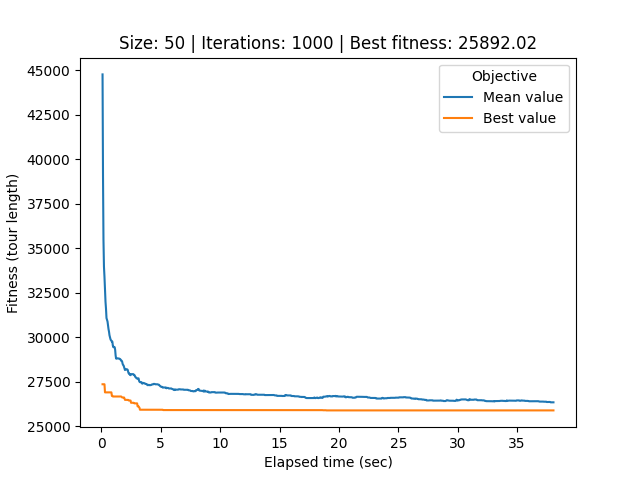 Size: 50 | Iterations: 1000 | Best fitness: 25892.02
Objective
Mean value
Best value
Fitness (tour length)
45000
42500
40000
37500
35000
32500
30000
27500
25000
0 5 10 15 20 25 30 35
Elapsed time (sec)